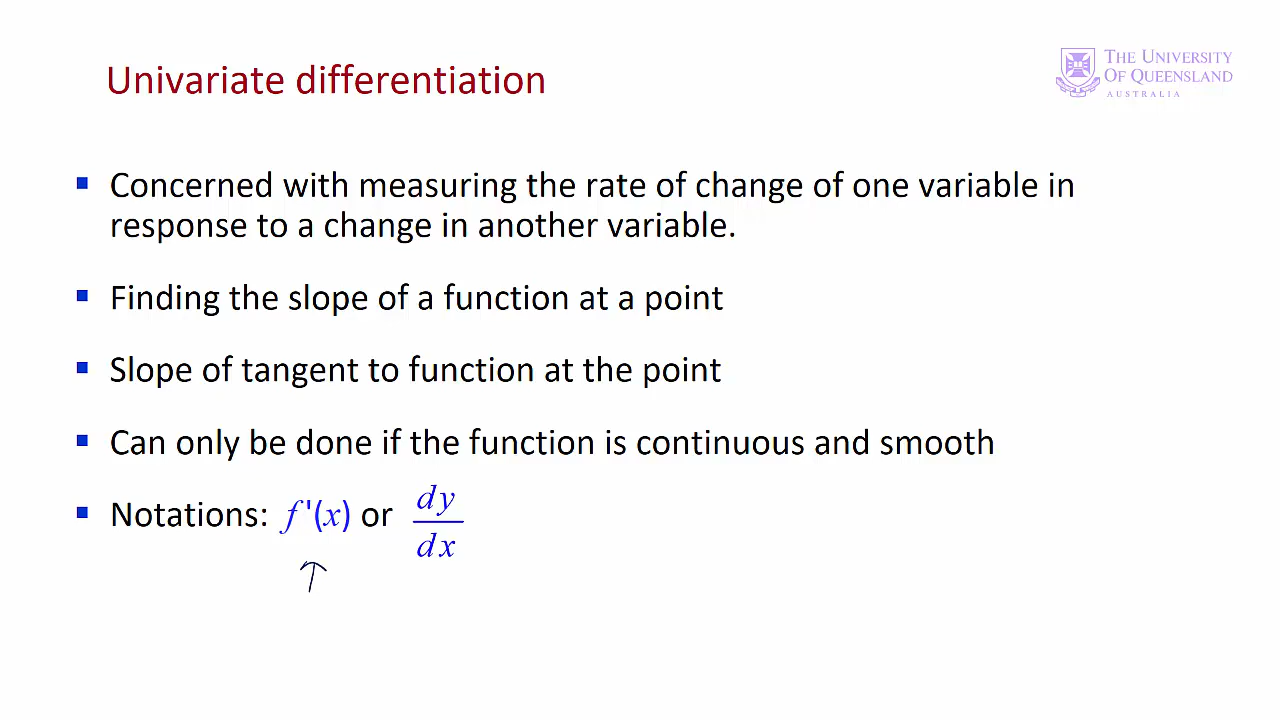 Univariate differentiation
THE UNIVERSITY
OF QUEENSLAND
AUSTRALIA
Concerned with measuring the rate of change of one variable in
response to a change in another variable.
Finding the slope of a function at a point
Slope of tangent to function at the point
Can only be done if the function is continuous and smooth
Notations: f'(x) or dy/dx